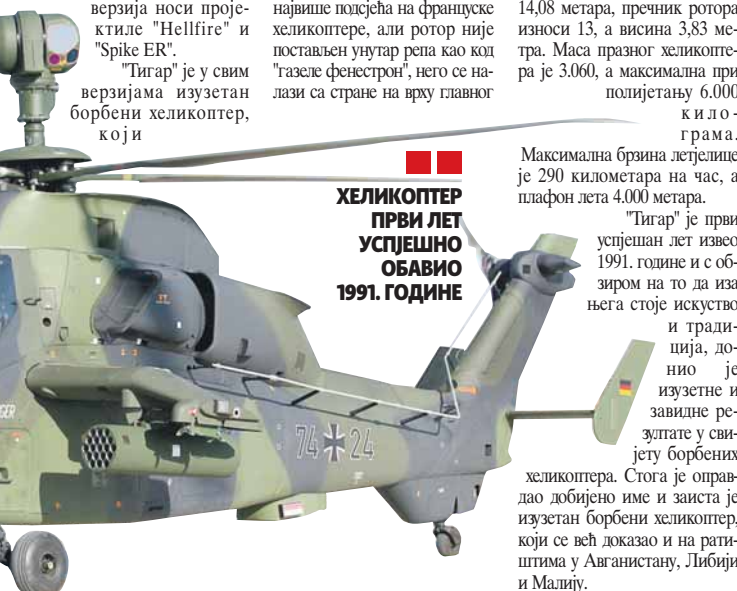 верзија носи проје-
ктиле "Hellfire" и
"Spike ER".
"Тигар" је у свим
верзијама изузетан
борбени хеликоптер,
који
највише подсјећа на француске
хеликоптере, али ротор није
постављен унутар репа као код
"газеле фенестрон", него се на-
лази са стране на врху главног
ХЕЛИКОПТЕР
ПРВИ ЛЕТ
УСПЈЕШНО
ОБАВИО
1991. ГОДИНЕ
14,08 метара, пречник ротора
износи 13, а висина 3,83 ме-
тра. Маса празног хеликопте-
ра је 3.060, а максимална при
полијетању 6.000
кило-
грама.
Максимална брзина летјелице
је 290 километара на час, а
плафон лета 4.000 метара.
"Тигар" је први
успјешан лет извео
1991. године и с об-
зиром на то да иза
њега стоје искуство
и тради-
ција, до-
нио је
изузетне и
завидне ре-
зултате у сви-
јету борбених
хеликоптера. Стога је оправ-
дао добијено име и заиста је
изузетан борбени хеликоптер,
који се већ доказао и на рати-
штима у Авганистану, Либији
и Малију.
74 24